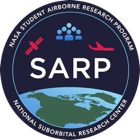 NASA STUDENT AIRBORNE RESEARCH PROGRAM
SARP
NATIONAL SUBORBITAL RESEARCH CENTER